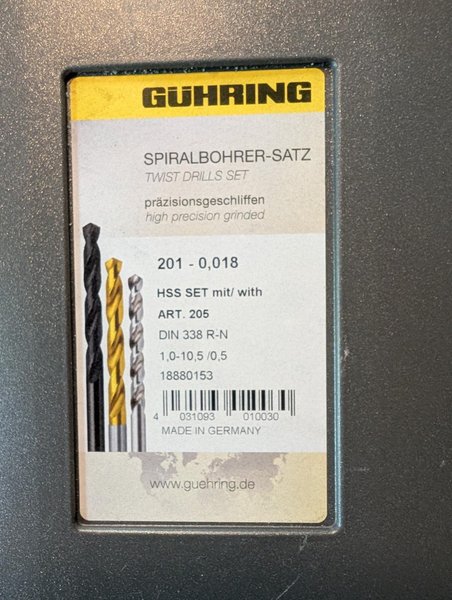 GÜHRING
SPIRALBOHRER-SATZ
TWIST DRILLS SET
präzisionsgeschliffen
high precision grinded
201 - 0,018
HSS SET mit/ with
ART. 205
DIN 338 R-N
1,0-10,5 /0,5
18880153
4 031093 010030
MADE IN GERMANY
www.guehring.de